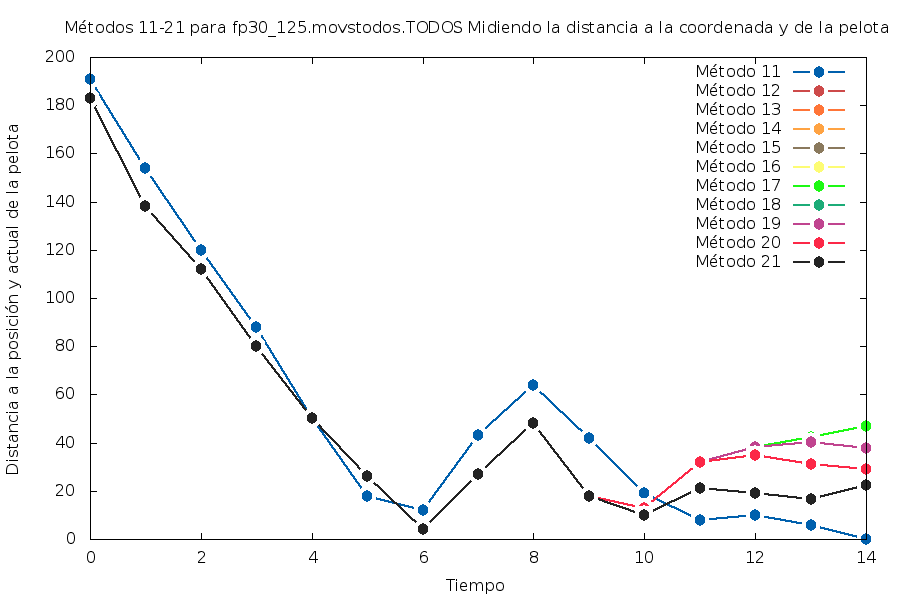 Métodos 11-21 para fp30_125.movstodos.TODOS Midiendo la distancia a la coordenada y de la pelota
Distancia a la posición y actual de la pelota
200
180
160
140
120
100
80
60
40
20
0
Método 11
Método 12
Método 13
Método 14
Método 15
Método 16
Método 17
Método 18
Método 19
Método 20
Método 21
0 2 4 6 8 10 12 14
Tiempo